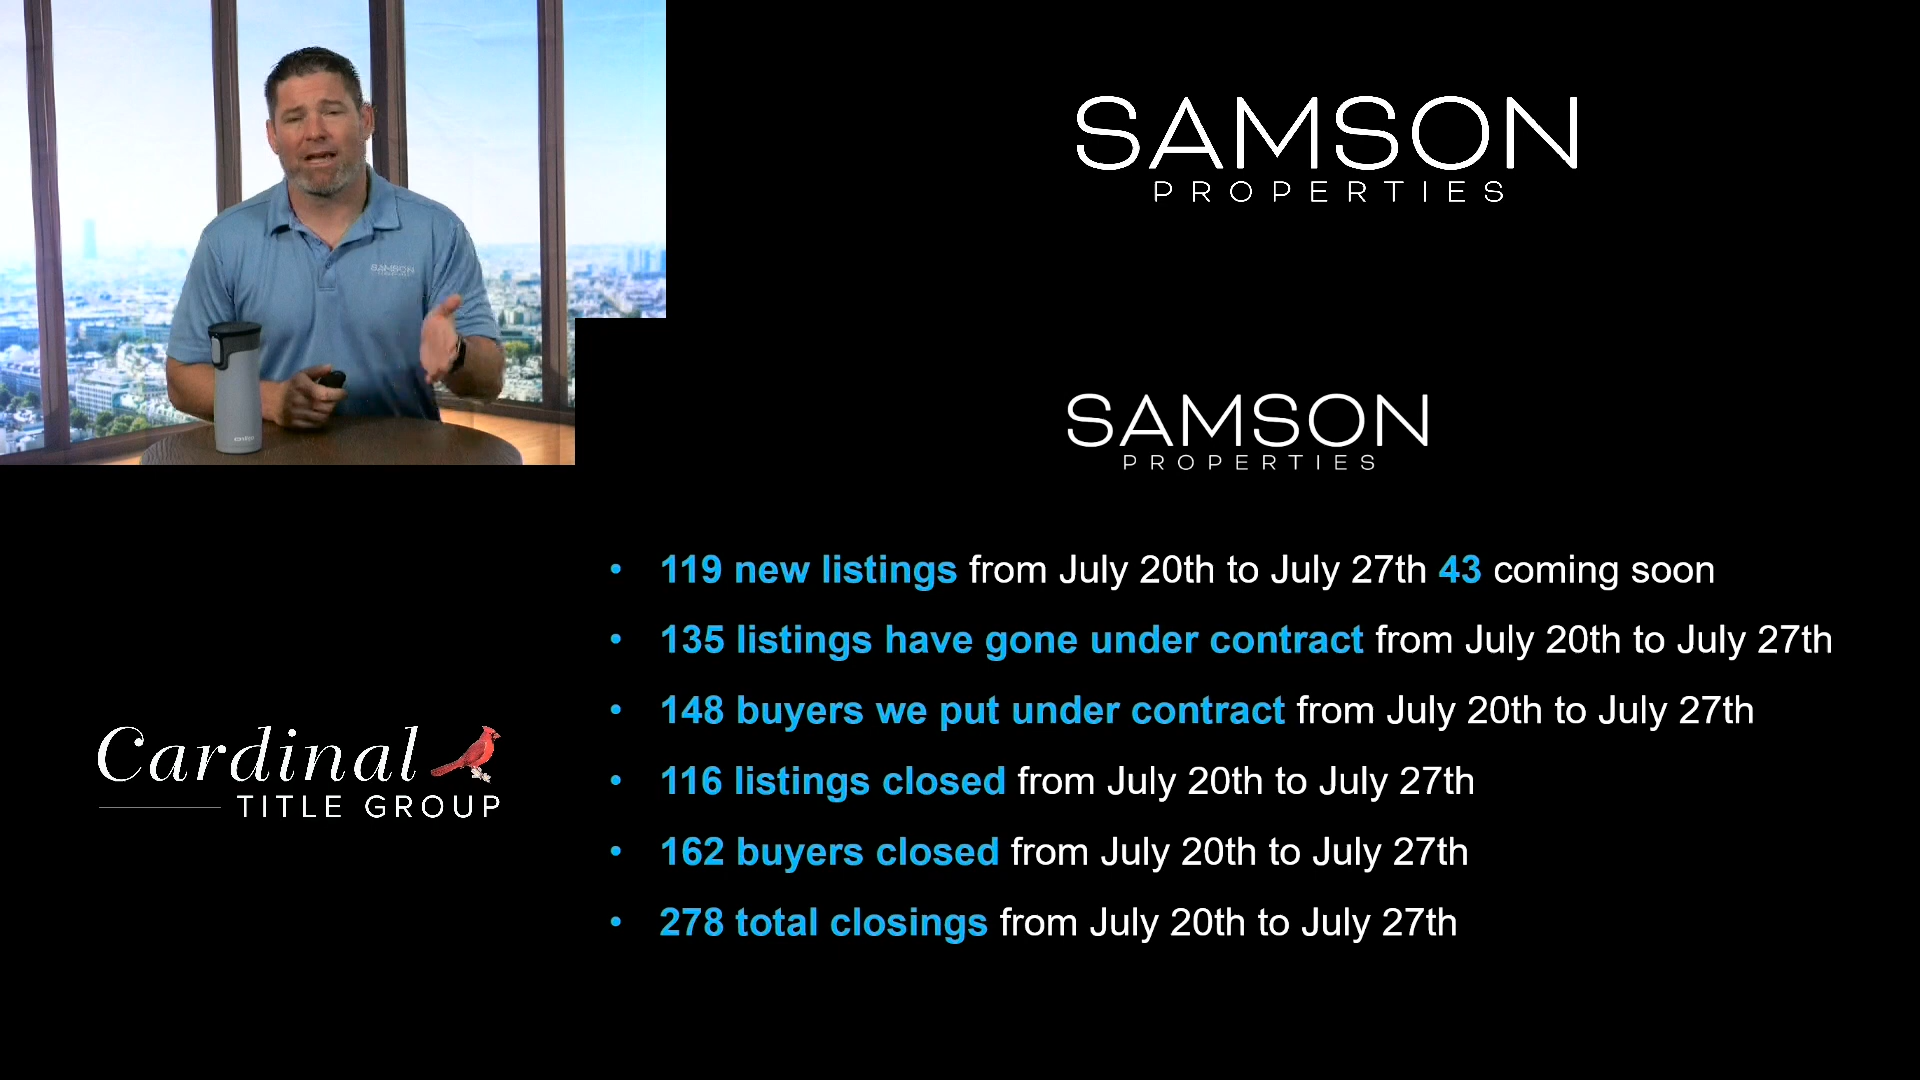 SAMSON
PROPERTIES
SAMSON
SAMSON
PROPERTIES
• 119 new listings from July 20th to July 27th 43 coming soon
• 135 listings have gone under contract from July 20th to July 27th
• 148 buyers we put under contract from July 20th to July 27th
• 116 listings closed from July 20th to July 27th
• 162 buyers closed from July 20th to July 27th
• 278 total closings from July 20th to July 27th
Cardinal
TITLE GROUP